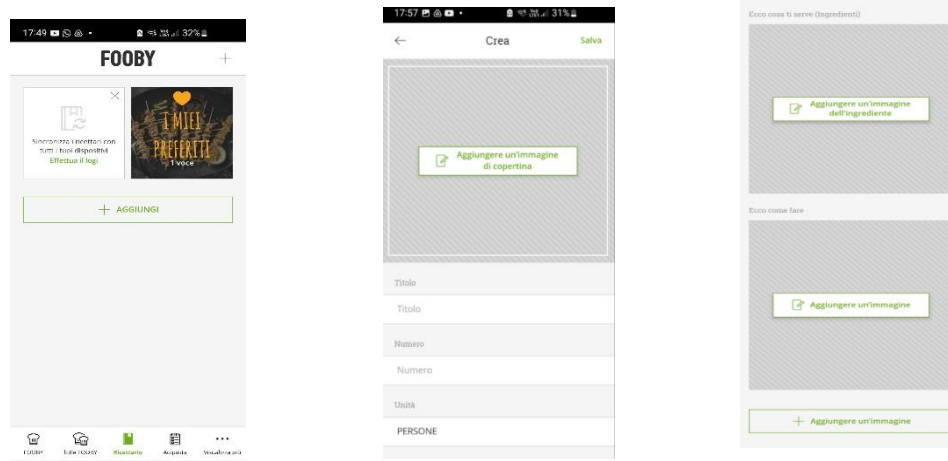 17:49
32%
FOOBY
Sincronizza i ricettari con
tutti i tuoi dispositivi
Effettua il logi
I MIEI
PREFERITI
1 voce
+ AGGIUNGI
FOOBY
Tutte FOOBY
Ricettario
Acquista
Visualizza più
17:57
31%
Crea
Salva
Aggiungere un'immagine
di copertina
Titolo
Titolo
Numero
Numero
Unità
PERSONE
Ecco cosa ti serve (Ingredienti)
Aggiungere un'immagine
dell'ingrediente
Ecco come fare
Aggiungere un'immagine
+ Aggiungere un'immagine